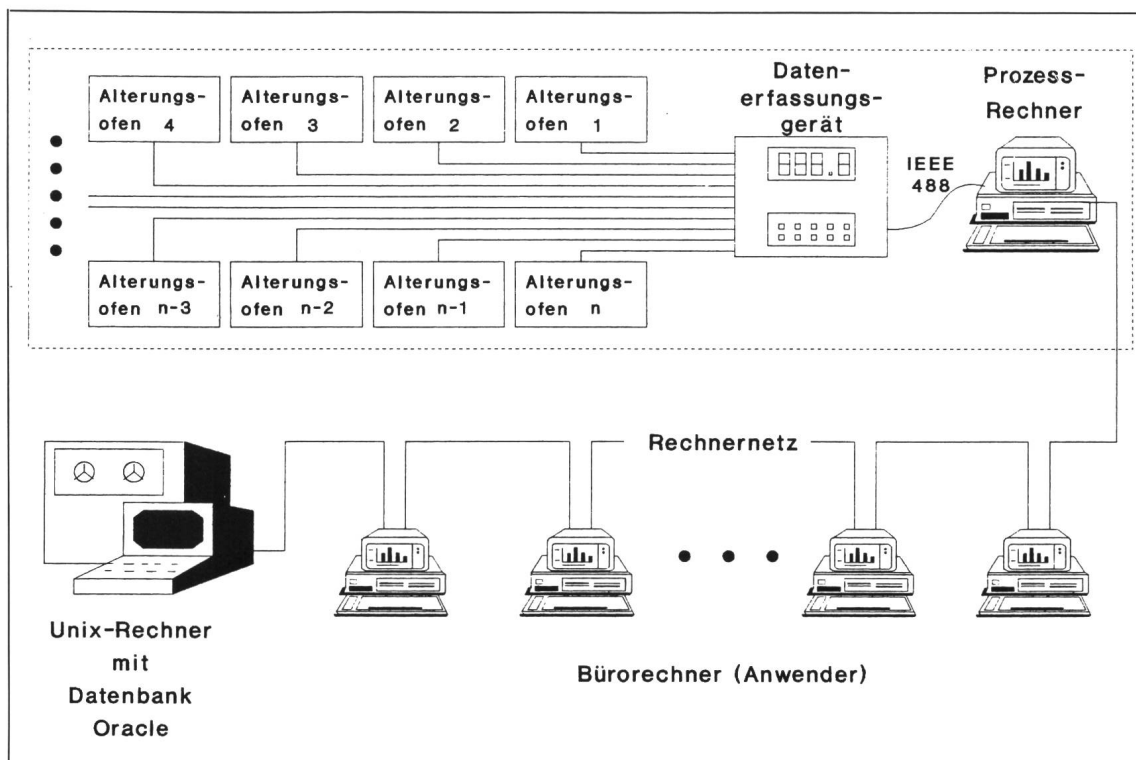 Alterungs-
ofen 4
Alterungs-
ofen 3
Alterungs-
ofen 2
Alterungs-
ofen 1
Daten-
erfassungs-
gerät
Prozess-
Rechner
IEEE
488
Alterungs-
ofen n-3
Alterungs-
ofen n-2
Alterungs-
ofen n-1
Alterungs-
ofen n
Rechnernetz
Unix-Rechner
mit
Datenbank
Oracle
Bürorechner (Anwender)